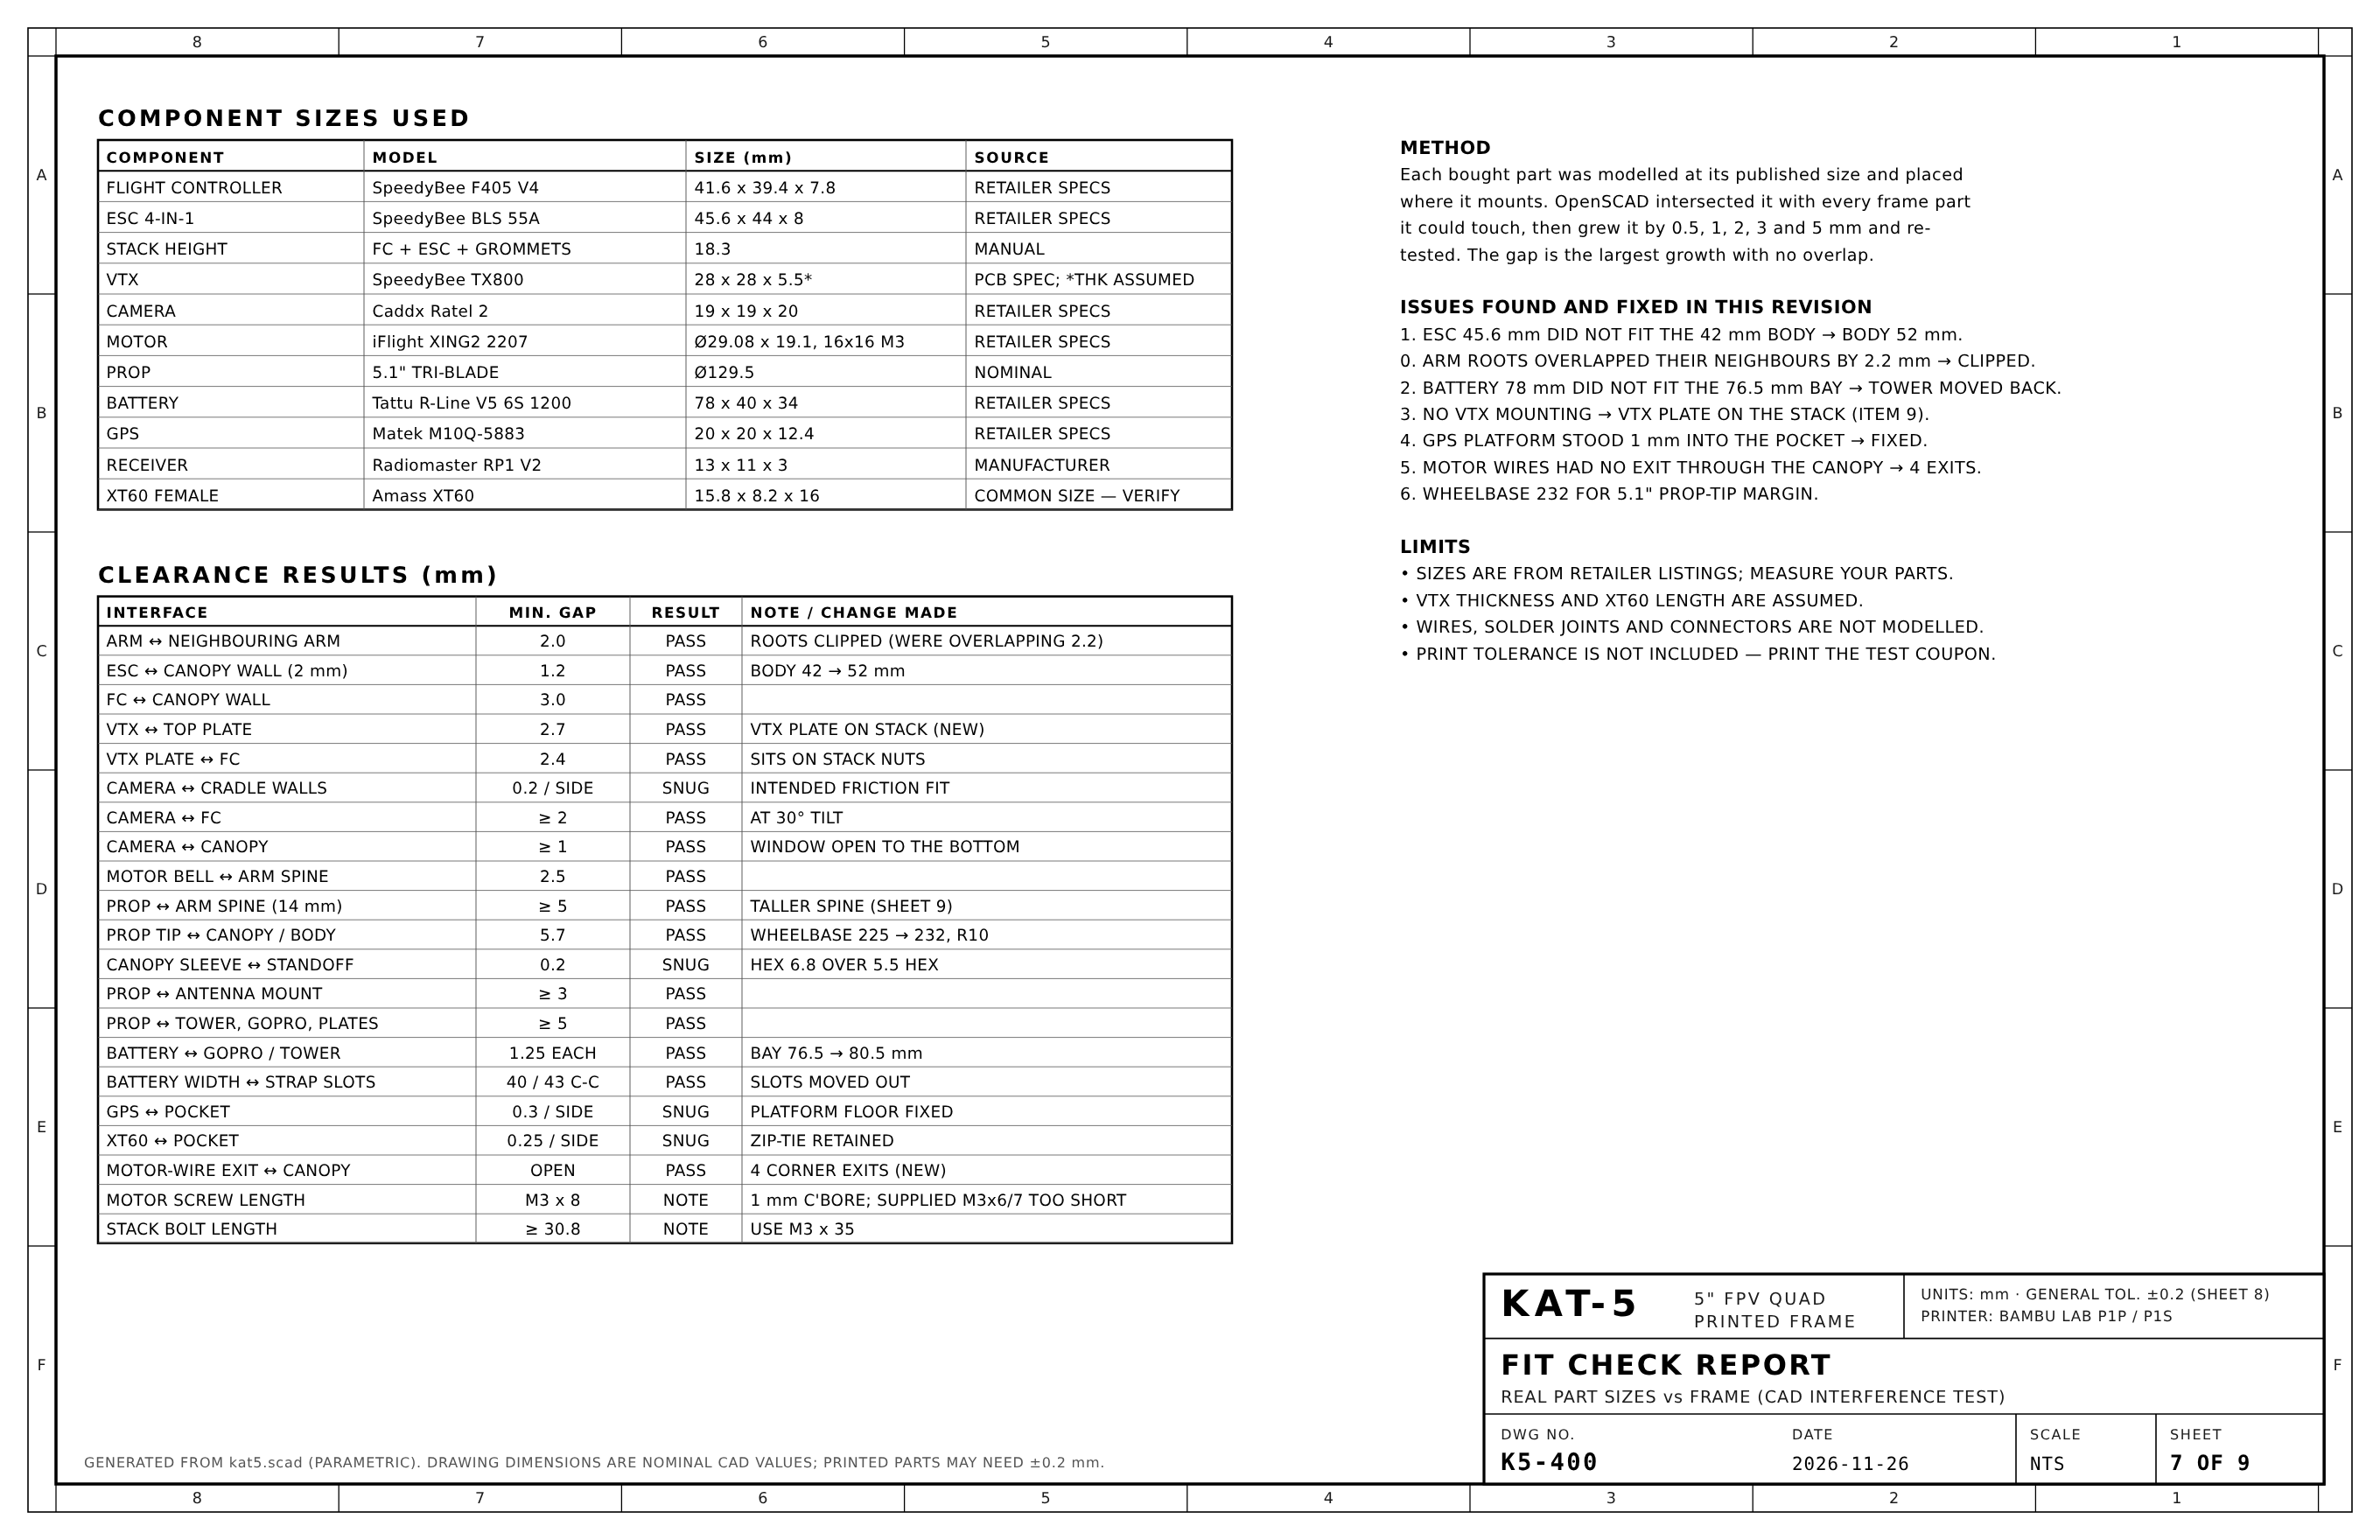 8 7 6 5 4 3 2 1
A A
B B
C C
D D
E E
F F
COMPONENT SIZES USED
COMPONENT MODEL SIZE (mm) SOURCE
FLIGHT CONTROLLER SpeedyBee F405 V4 41.6 x 39.4 x 7.8 RETAILER SPECS
ESC 4-IN-1 SpeedyBee BLS 55A 45.6 x 44 x 8 RETAILER SPECS
STACK HEIGHT FC + ESC + GROMMETS 18.3 MANUAL
VTX SpeedyBee TX800 28 x 28 x 5.5* PCB SPEC; *THK ASSUMED
CAMERA Caddx Ratel 2 19 x 19 x 20 RETAILER SPECS
MOTOR iFlight XING2 2207 Ø29.08 x 19.1, 16x16 M3 RETAILER SPECS
PROP 5.1" TRI-BLADE Ø129.5 NOMINAL
BATTERY Tattu R-Line V5 6S 1200 78 x 40 x 34 RETAILER SPECS
GPS Matek M10Q-5883 20 x 20 x 12.4 RETAILER SPECS
RECEIVER Radiomaster RP1 V2 13 x 11 x 3 MANUFACTURER
XT60 FEMALE Amass XT60 15.8 x 8.2 x 16 COMMON SIZE — VERIFY
CLEARANCE RESULTS (mm)
INTERFACE MIN. GAP RESULT NOTE / CHANGE MADE
ARM ↔ NEIGHBOURING ARM 2.0 PASS ROOTS CLIPPED (WERE OVERLAPPING 2.2)
ESC ↔ CANOPY WALL (2 mm) 1.2 PASS BODY 42 → 52 mm
FC ↔ CANOPY WALL 3.0 PASS
VTX ↔ TOP PLATE 2.7 PASS VTX PLATE ON STACK (NEW)
VTX PLATE ↔ FC 2.4 PASS SITS ON STACK NUTS
CAMERA ↔ CRADLE WALLS 0.2 / SIDE SNUG INTENDED FRICTION FIT
CAMERA ↔ FC ≥ 2 PASS AT 30° TILT
CAMERA ↔ CANOPY ≥ 1 PASS WINDOW OPEN TO THE BOTTOM
MOTOR BELL ↔ ARM SPINE 2.5 PASS
PROP ↔ ARM SPINE (14 mm) ≥ 5 PASS TALLER SPINE (SHEET 9)
PROP TIP ↔ CANOPY / BODY 5.7 PASS WHEELBASE 225 → 232, R10
CANOPY SLEEVE ↔ STANDOFF 0.2 SNUG HEX 6.8 OVER 5.5 HEX
PROP ↔ ANTENNA MOUNT ≥ 3 PASS
PROP ↔ TOWER, GOPRO, PLATES ≥ 5 PASS
BATTERY ↔ GOPRO / TOWER 1.25 EACH PASS BAY 76.5 → 80.5 mm
BATTERY WIDTH ↔ STRAP SLOTS 40 / 43 C-C PASS SLOTS MOVED OUT
GPS ↔ POCKET 0.3 / SIDE SNUG PLATFORM FLOOR FIXED
XT60 ↔ POCKET 0.25 / SIDE SNUG ZIP-TIE RETAINED
MOTOR-WIRE EXIT ↔ CANOPY OPEN PASS 4 CORNER EXITS (NEW)
MOTOR SCREW LENGTH M3 x 8 NOTE 1 mm C'BORE; SUPPLIED M3x6/7 TOO SHORT
STACK BOLT LENGTH ≥ 30.8 NOTE USE M3 x 35
METHOD
Each bought part was modelled at its published size and placed
where it mounts. OpenSCAD intersected it with every frame part
it could touch, then grew it by 0.5, 1, 2, 3 and 5 mm and re-
tested. The gap is the largest growth with no overlap.
ISSUES FOUND AND FIXED IN THIS REVISION
1. ESC 45.6 mm DID NOT FIT THE 42 mm BODY → BODY 52 mm.
0. ARM ROOTS OVERLAPPED THEIR NEIGHBOURS BY 2.2 mm → CLIPPED.
2. BATTERY 78 mm DID NOT FIT THE 76.5 mm BAY → TOWER MOVED BACK.
3. NO VTX MOUNTING → VTX PLATE ON THE STACK (ITEM 9).
4. GPS PLATFORM STOOD 1 mm INTO THE POCKET → FIXED.
5. MOTOR WIRES HAD NO EXIT THROUGH THE CANOPY → 4 EXITS.
6. WHEELBASE 232 FOR 5.1" PROP-TIP MARGIN.
LIMITS
• SIZES ARE FROM RETAILER LISTINGS; MEASURE YOUR PARTS.
• VTX THICKNESS AND XT60 LENGTH ARE ASSUMED.
• WIRES, SOLDER JOINTS AND CONNECTORS ARE NOT MODELLED.
• PRINT TOLERANCE IS NOT INCLUDED — PRINT THE TEST COUPON.
KAT-5
5" FPV QUAD
PRINTED FRAME
UNITS: mm · GENERAL TOL. ±0.2 (SHEET 8)
PRINTER: BAMBU LAB P1P / P1S
FIT CHECK REPORT
REAL PART SIZES vs FRAME (CAD INTERFERENCE TEST)
DWG NO. DATE SCALE SHEET
K5-400 2026-11-26 NTS 7 OF 9
GENERATED FROM kat5.scad (PARAMETRIC). DRAWING DIMENSIONS ARE NOMINAL CAD VALUES; PRINTED PARTS MAY NEED ±0.2 mm.
8 7 6 5 4 3 2 1